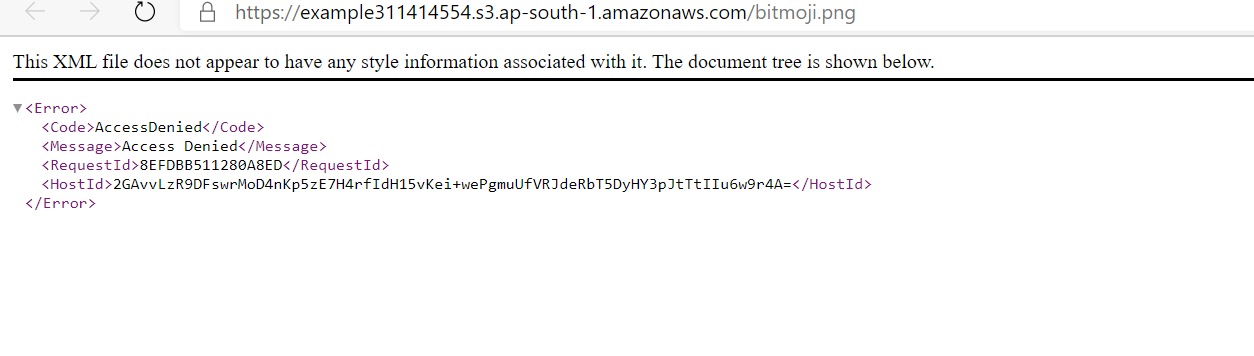 https://example311414554.s3.ap-south-1.amazonaws.com/bitmoji.png
This XML file does not appear to have any style information associated with it. The document tree is shown below.
▼<Error>
<Code>AccessDenied</Code>
<Message>Access Denied</Message>
<RequestId>8EFDBB511280A8ED</RequestId>
<HostId>2GAvvLzR9DFswrMoD4nKp5zE7H4rfIdH15vKei+wePgmuUfVRJdeRbT5DyHY3pJtTtIIu6w9r4A=</HostId>
</Error>